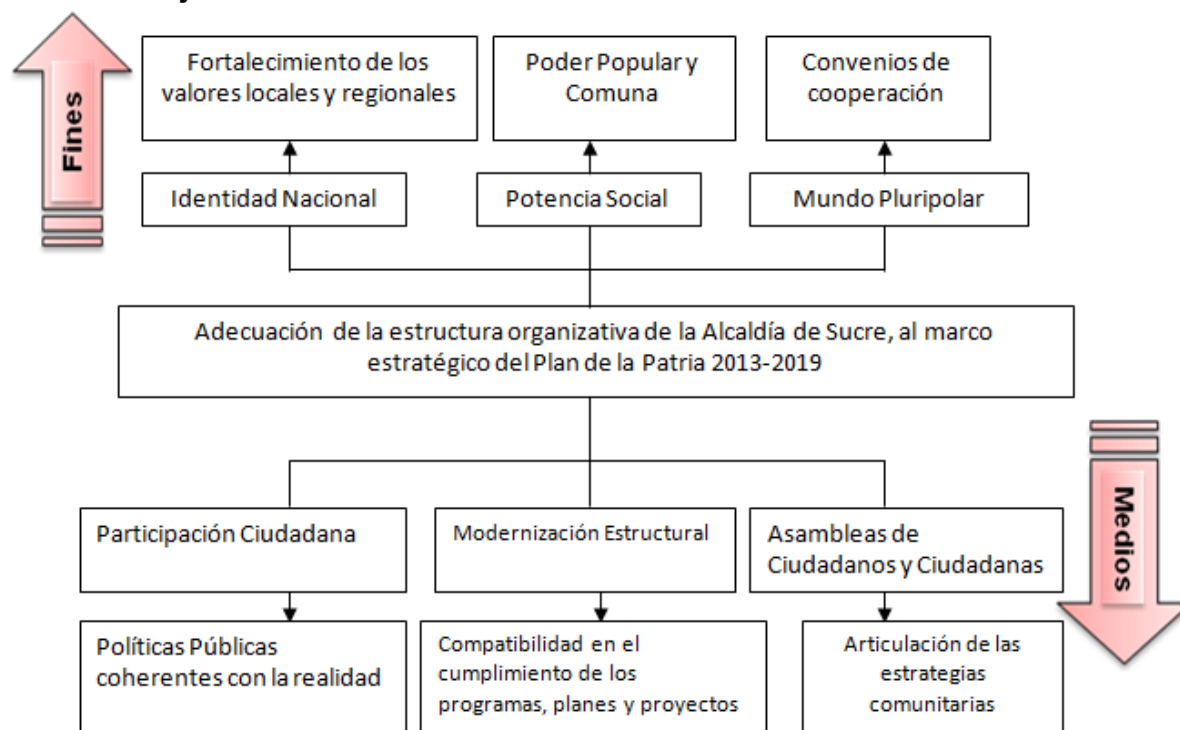 Fines
Fortalecimiento de los
valores locales y regionales
Poder Popular y
Comuna
Convenios de
cooperación
Identidad Nacional
Potencia Social
Mundo Pluripolar
Adecuación de la estructura organizativa de la Alcaldía de Sucre, al marco
estratégico del Plan de la Patria 2013-2019
Medios
Participación Ciudadana
Modernización Estructural
Asambleas de
Ciudadanos y Ciudadanas
Políticas Públicas
coherentes con la realidad
Compatibilidad en el
cumplimiento de los
programas, planes y proyectos
Articulación de las
estrategias
comunitarias